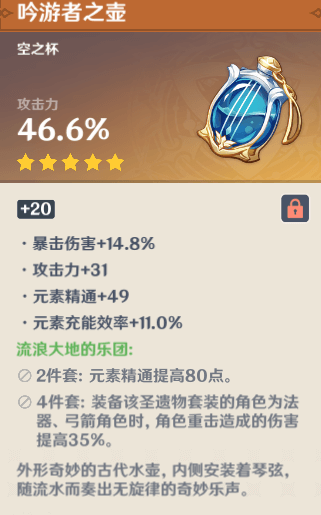 吟游者之壶
空之杯
攻击力
46.6%
+20
·暴击伤害+14.8%
·攻击力+31
·元素精通+49
·元素充能效率+11.0%
流浪大地的乐团:
2件套: 元素精通提高80点。
4件套: 装备该圣遗物套装的角色为法
器、弓箭角色时, 角色重击造成的伤害
提高35%。
外形奇妙的古代水壶, 内侧安装着琴弦,
随流水而奏出无旋律的奇妙乐声。